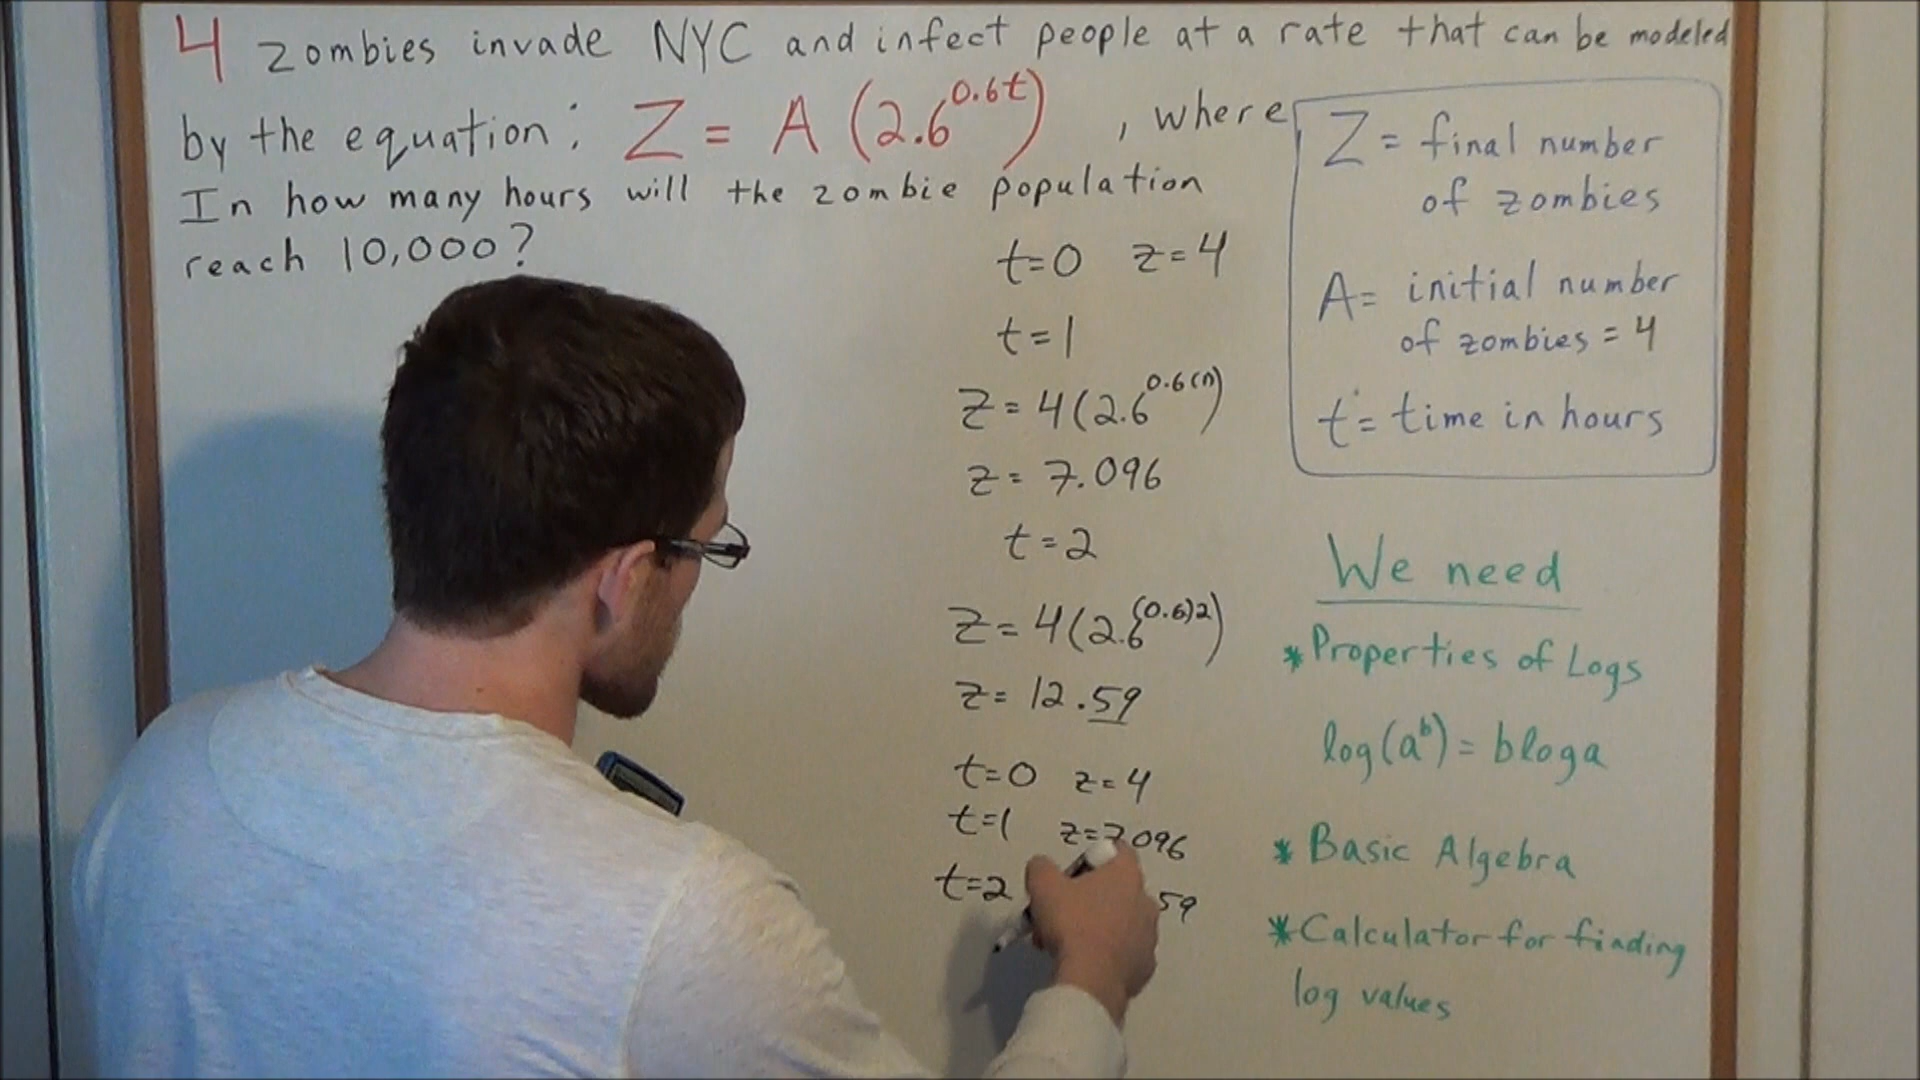 4 zombies invade NYC and infect people at a rate that can be modeled
by the equation: Z = A (2.6^0.6t) , where
In how many hours will the zombie population
reach 10,000?
Z = final number
of zombies
A = initial number
of zombies = 4
t = time in hours
t=0 z=4
t=1
z = 4(2.6^0.6(1))
z = 7.096
t=2
z = 4(2.6^(0.6)2)
z = 12.59
t=0 z=4
t=1 z=7.096
t=2 59
We need
* Properties of Logs
log(a^b) = b log a
* Basic Algebra
* Calculator for finding
log values